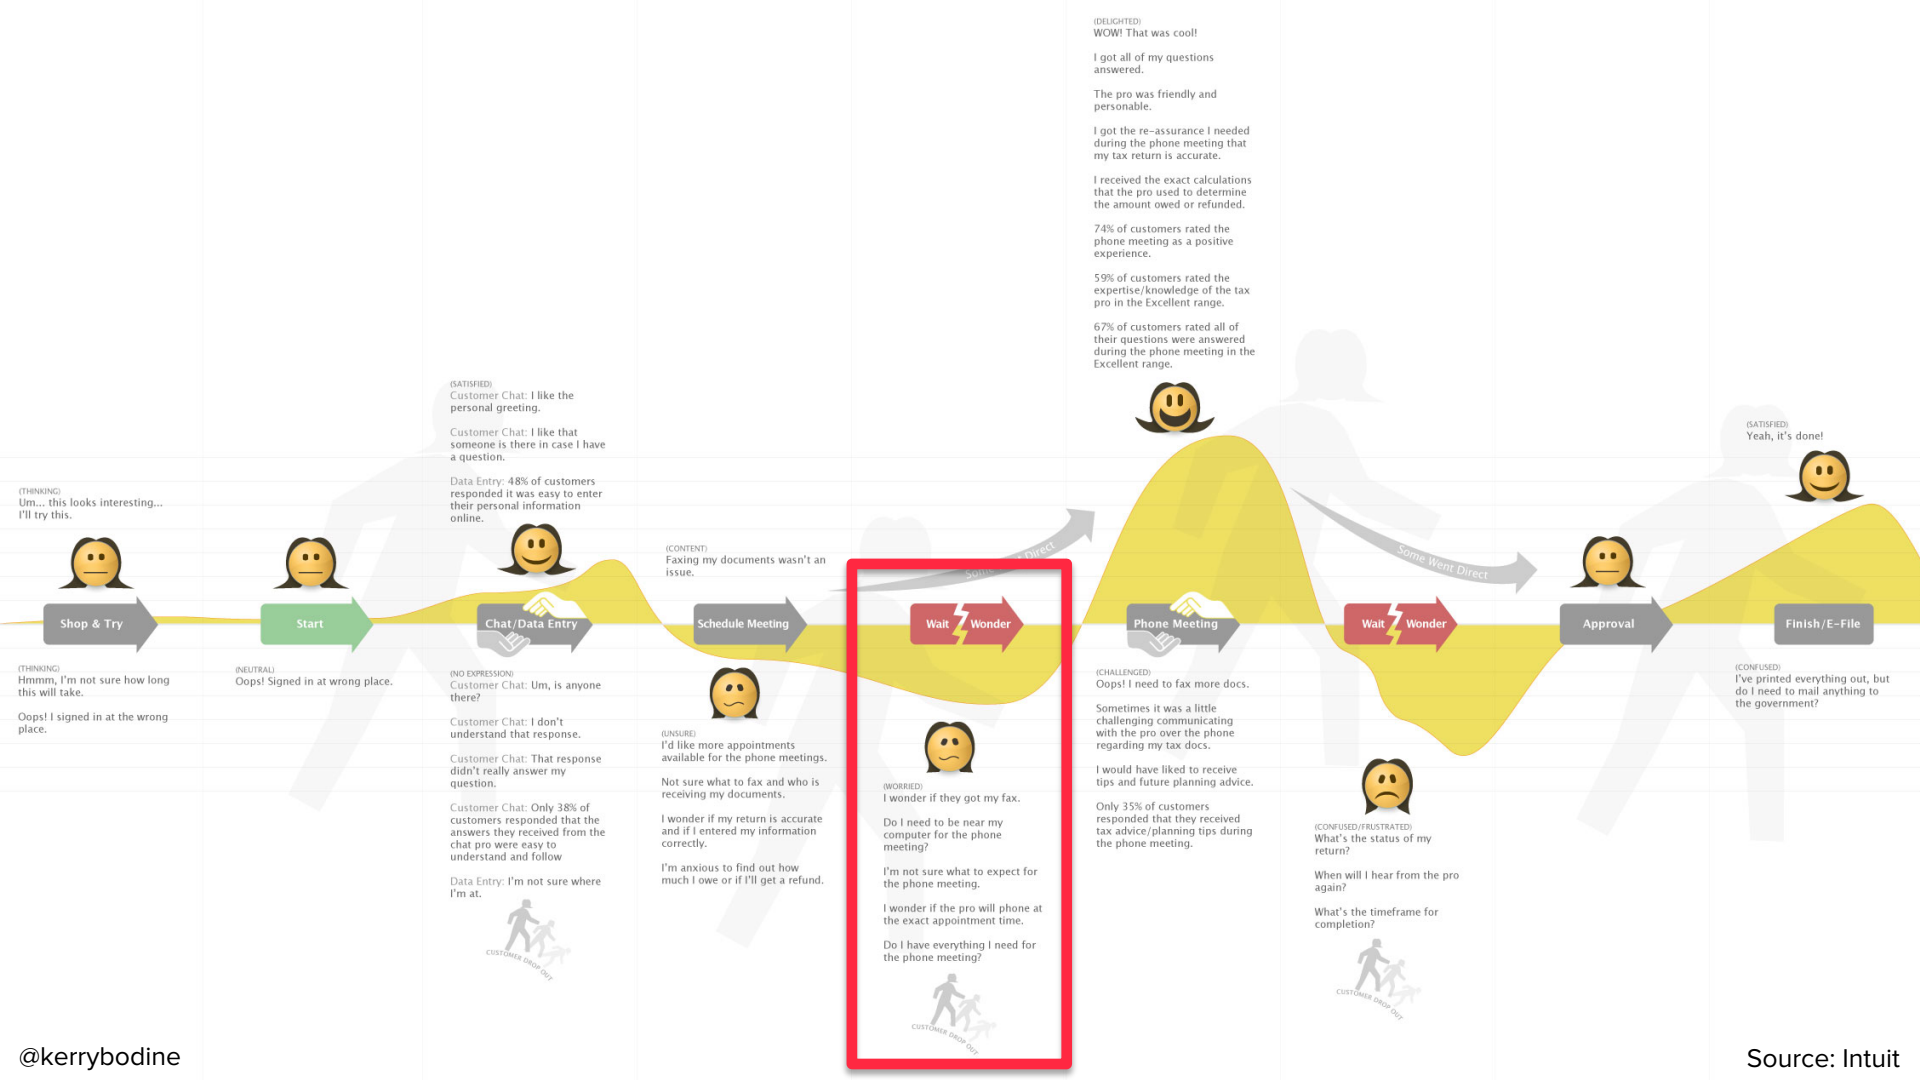 (DELIGHTED)
WOW! That was cool!
I got all of my questions
answered.
The pro was friendly and
personable.
I got the re-assurance I needed
during the phone meeting that
my tax return is accurate.
I received the exact calculations
that the pro used to determine
the amount owed or refunded.
74% of customers rated the
phone meeting as a positive
experience.
59% of customers rated the
expertise/knowledge of the tax
pro in the Excellent range.
67% of customers rated all of
their questions were answered
during the phone meeting in the
Excellent range.
(THINKING)
Um... this looks interesting...
I'll try this.
(SATISFIED)
Customer Chat: I like the
personal greeting.
Customer Chat: I like that
someone is there in case I have
a question.
Data Entry: 48% of customers
responded it was easy to enter
their personal information
online.
(CONTENT)
Faxing my documents wasn't an
issue.
Some Went Direct
Some Went Direct
(SATISFIED)
Yeah, it's done!
Shop & Try
Start
Chat/Data Entry
Schedule Meeting
Wait Wonder
Phone Meeting
Wait Wonder
Approval
Finish/E-File
(THINKING)
Hmmm, I'm not sure how long
this will take.
Oops! I signed in at the wrong
place.
(NEUTRAL)
Oops! Signed in at wrong place.
(NO EXPRESSION)
Customer Chat: Um, is anyone
there?
Customer Chat: I don't
understand that response.
Customer Chat: That response
didn't really answer my
question.
Customer Chat: Only 38% of
customers responded that the
answers they received from the
chat pro were easy to
understand and follow
Data Entry: I'm not sure where
I'm at.
CUSTOMER DROP OUT
(UNSURE)
I'd like more appointments
available for the phone meetings.
Not sure what to fax and who is
receiving my documents.
I wonder if my return is accurate
and if I entered my information
correctly.
I'm anxious to find out how
much I owe or if I'll get a refund.
(WORRIED)
I wonder if they got my fax.
Do I need to be near my
computer for the phone
meeting?
I'm not sure what to expect for
the phone meeting.
I wonder if the pro will phone at
the exact appointment time.
Do I have everything I need for
the phone meeting?
CUSTOMER DROP OUT
(CHALLENGED)
Oops! I need to fax more docs.
Sometimes it was a little
challenging communicating
with the pro over the phone
regarding my tax docs.
I would have liked to receive
tips and future planning advice.
Only 35% of customers
responded that they received
tax advice/planning tips during
the phone meeting.
(CONFUSED/FRUSTRATED)
What's the status of my
return?
When will I hear from the pro
again?
What's the timeframe for
completion?
CUSTOMER DROP OUT
(CONFUSED)
I've printed everything out, but
do I need to mail anything to
the government?
@kerrybodine
Source: Intuit